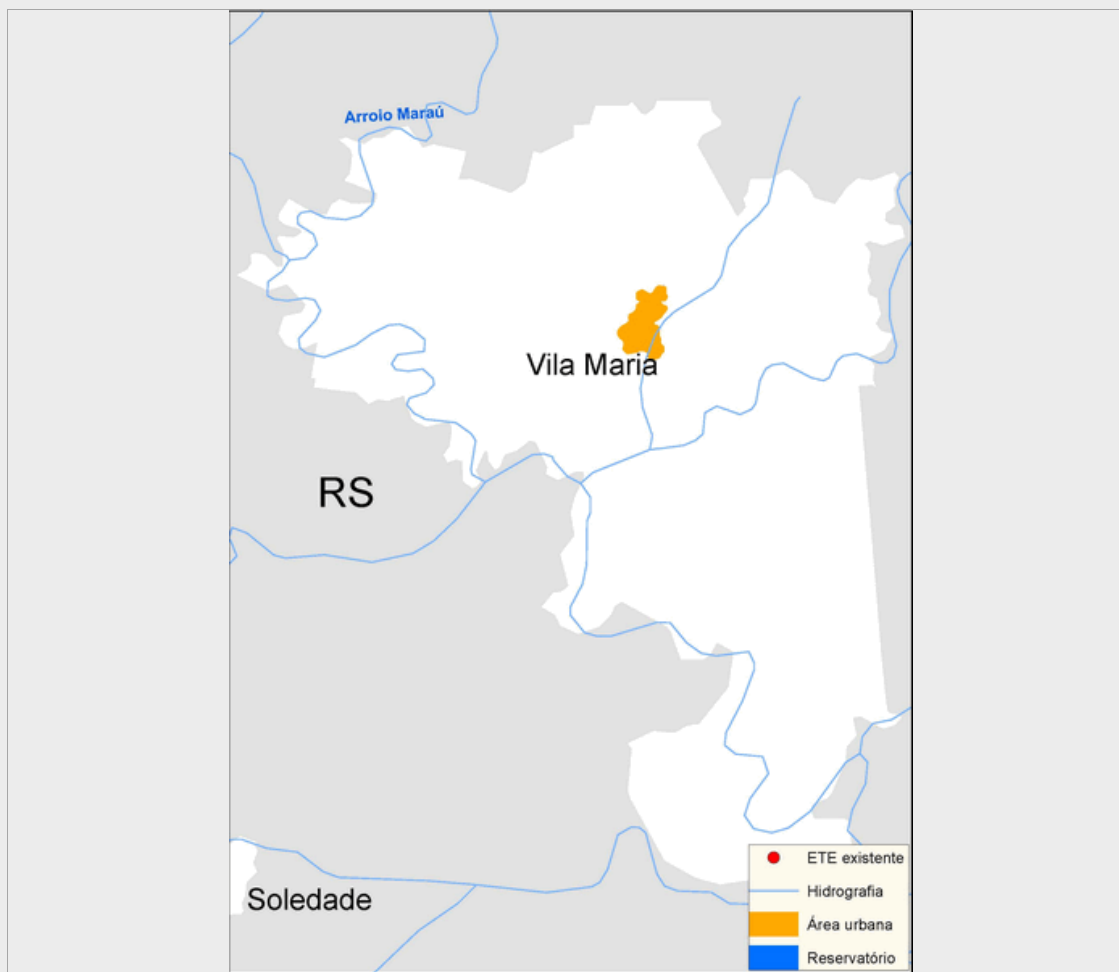 Arroio Maraú
Vila Maria
RS
Soledade
ETE existente
Hidrografia
Área urbana
Reservatório